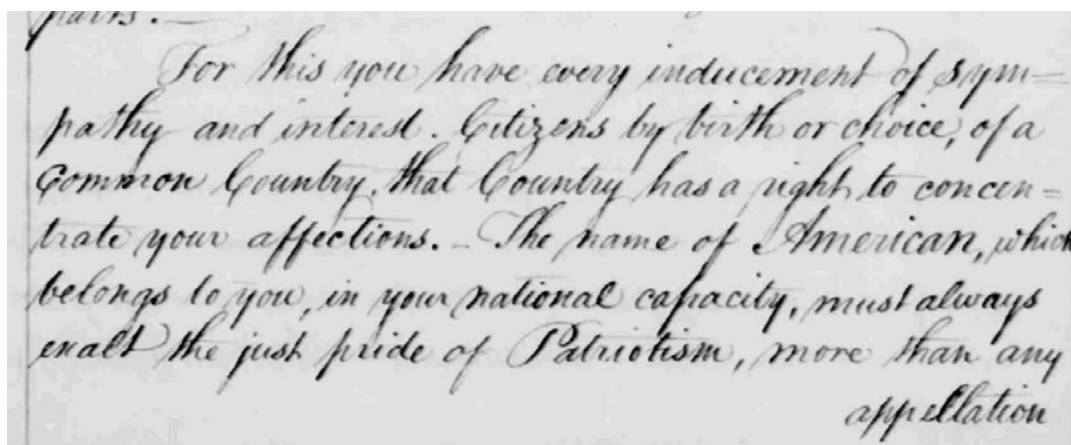 parts. —
For this you have every inducement of sym=
pathy and interest. Citizens by birth or choice, of a
common Country, that Country has a right to concen=
trate your affections. – The name of American, which
belongs to you, in your national capacity, must always
exalt the just pride of Patriotism, more than any
appellation